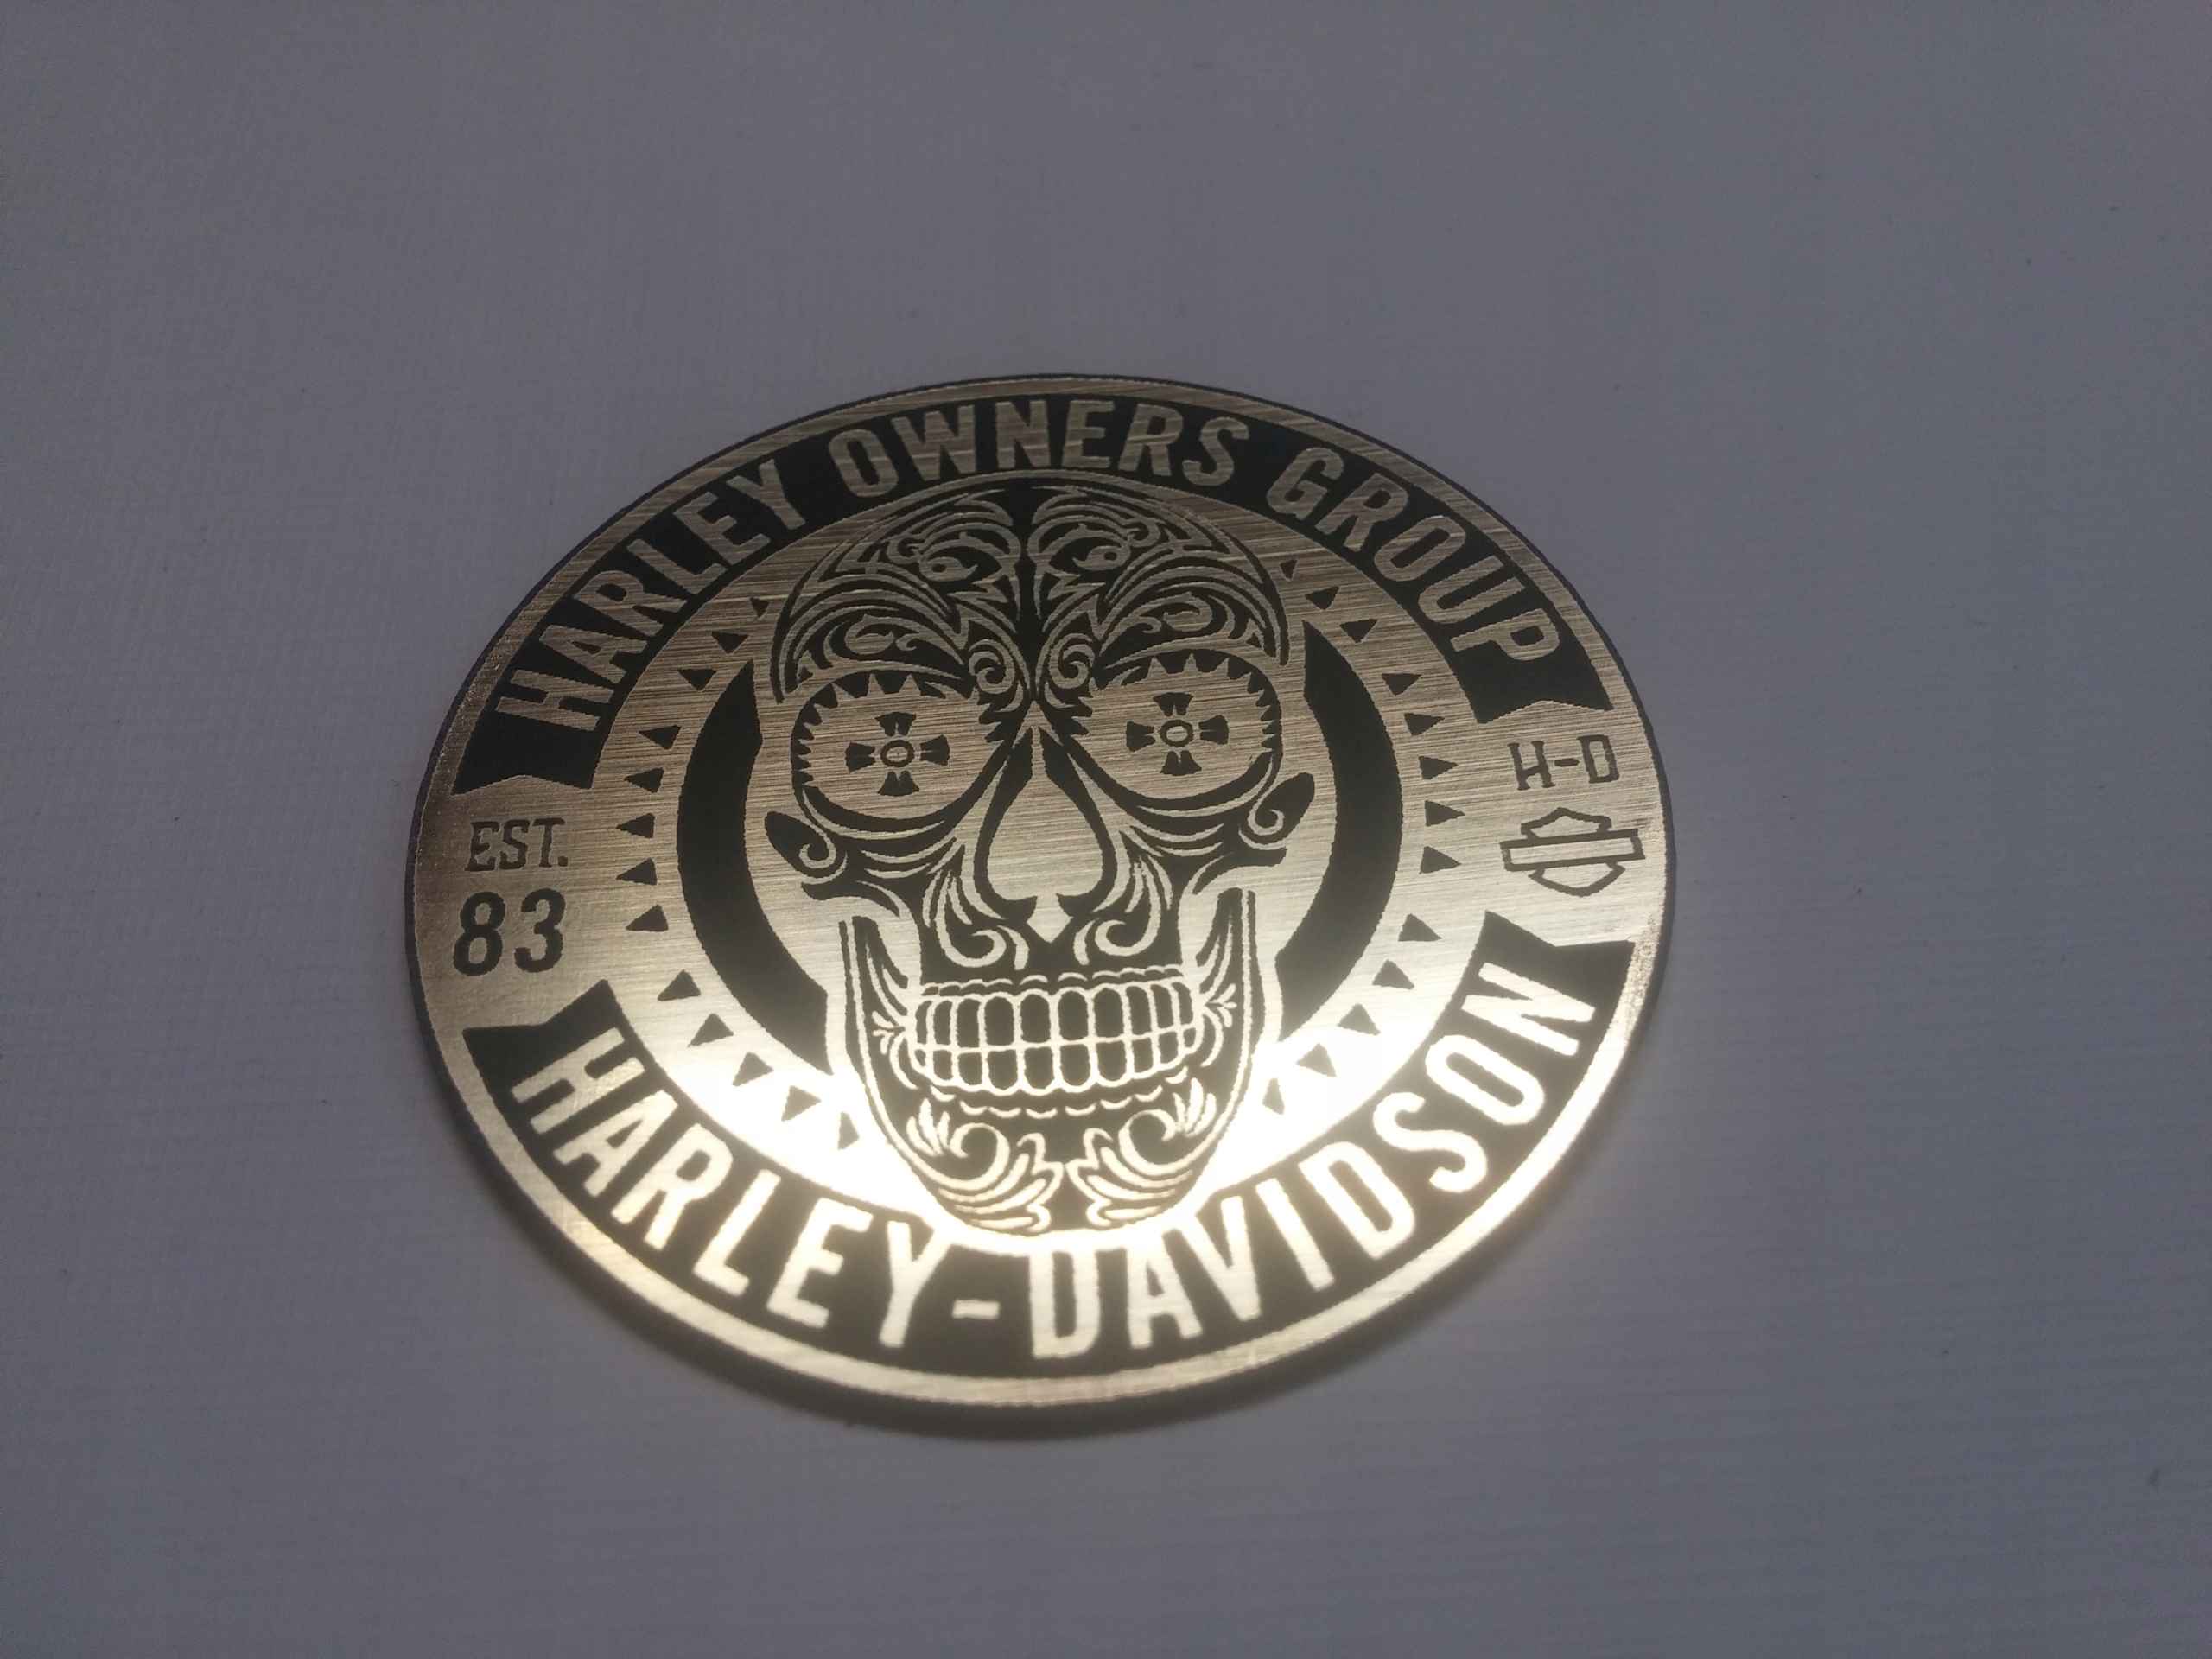 HARLEY OWNERS GROUP
EST.
83
H-D
HARLEY-DAVIDSON